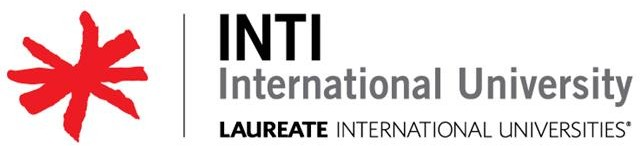 INTI
International University
LAUREATE INTERNATIONAL UNIVERSITIES®